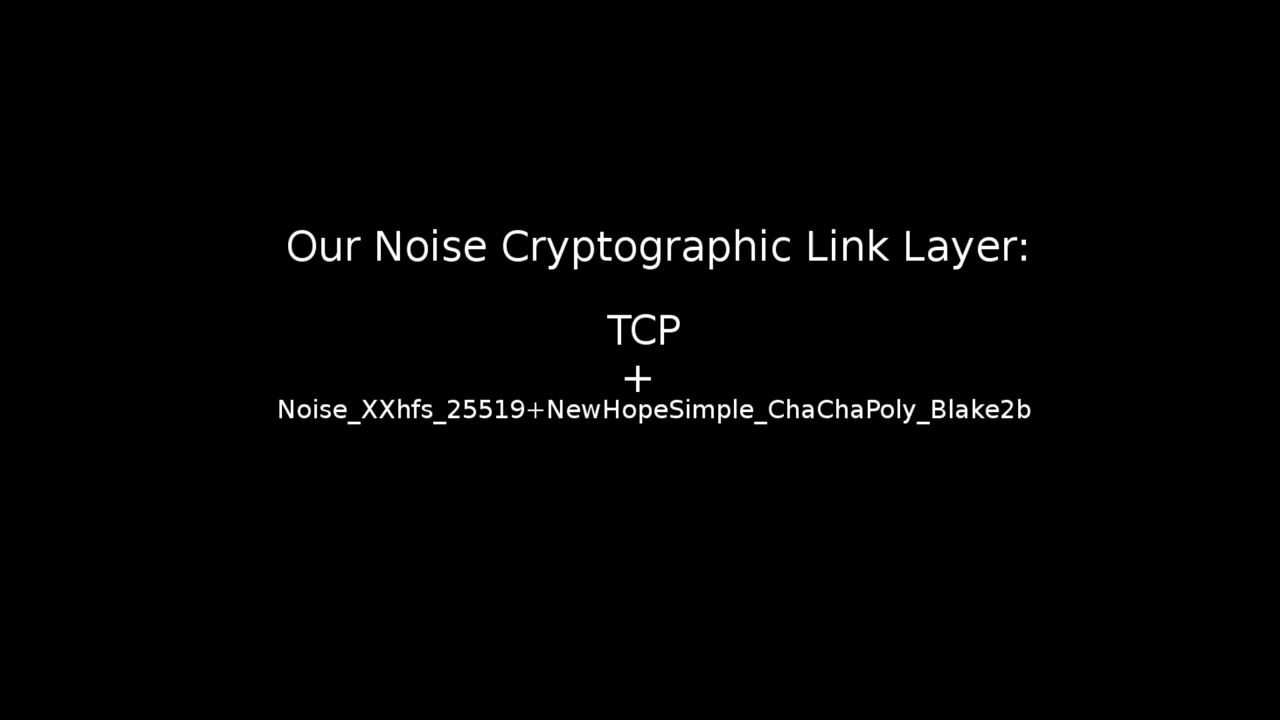 Our Noise Cryptographic Link Layer:
TCP
+
Noise_XXhfs_25519+NewHopeSimple_ChaChaPoly_Blake2b